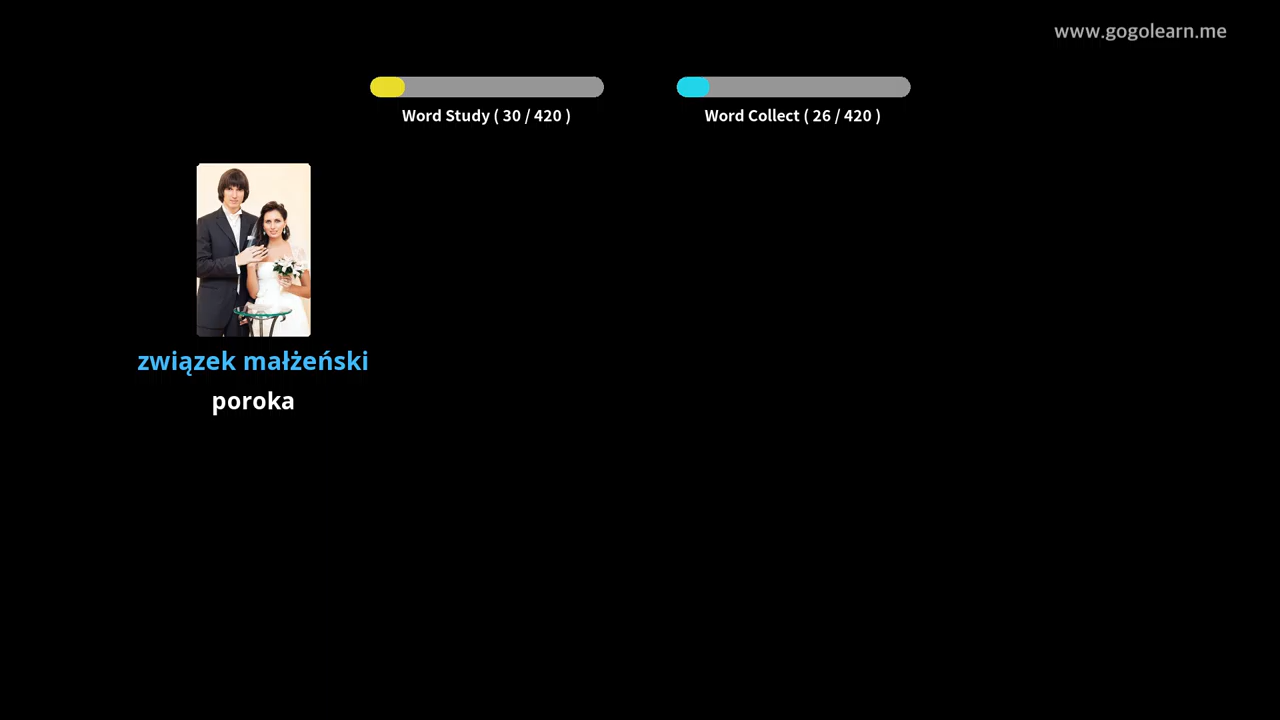 www.gogolearn.me
Word Study ( 30 / 420 )
Word Collect ( 26 / 420 )
związek małżeński
poroka